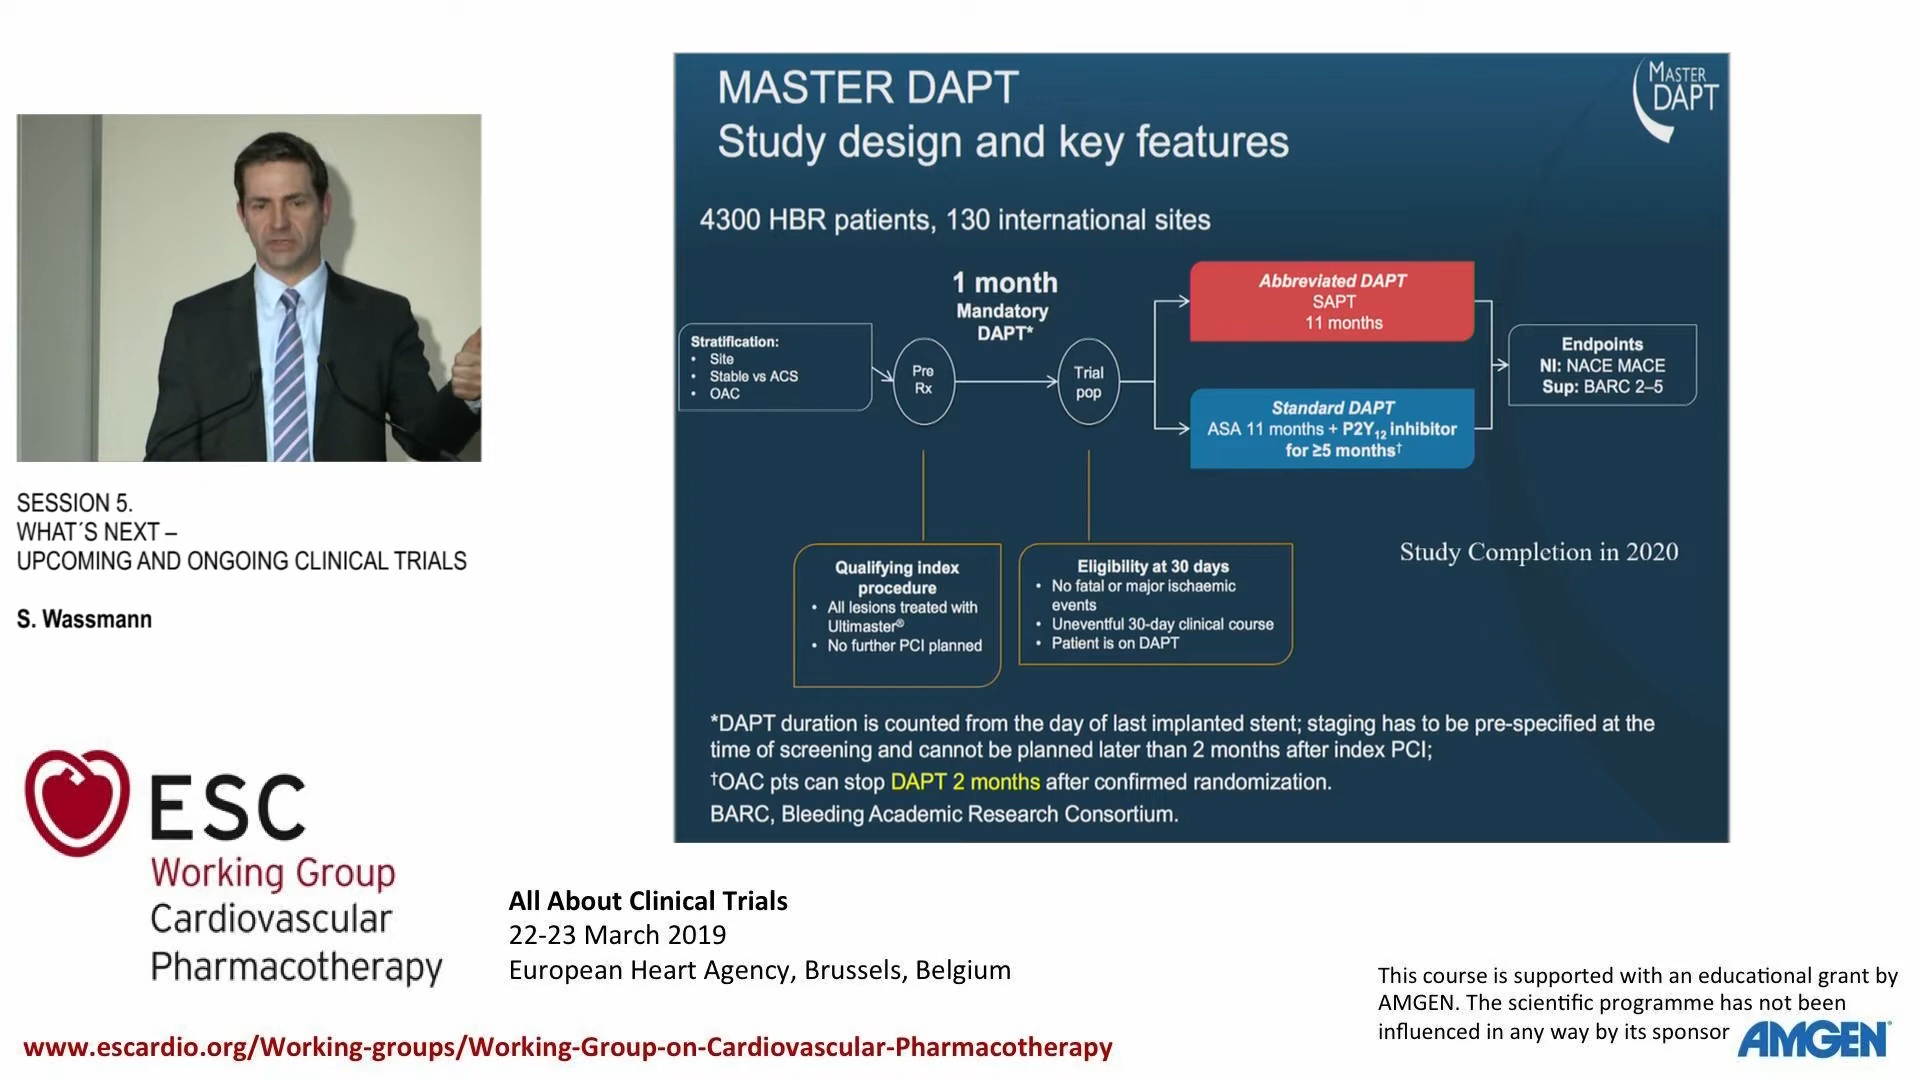 MASTER DAPT
Study design and key features
MASTER
DAPT
4300 HBR patients, 130 international sites
1 month
Mandatory
DAPT*
Stratification:
• Site
• Stable vs ACS
• OAC
Pre
Rx
Trial
pop
Abbreviated DAPT
SAPT
11 months
Standard DAPT
ASA 11 months + P2Y12 inhibitor
for ≥5 months†
Endpoints
NI: NACE MACE
Sup: BARC 2–5
Qualifying index
procedure
• All lesions treated with
Ultimaster®
• No further PCI planned
Eligibility at 30 days
• No fatal or major ischaemic
events
• Uneventful 30-day clinical course
• Patient is on DAPT
Study Completion in 2020
*DAPT duration is counted from the day of last implanted stent; staging has to be pre-specified at the
time of screening and cannot be planned later than 2 months after index PCI;
†OAC pts can stop DAPT 2 months after confirmed randomization.
BARC, Bleeding Academic Research Consortium.
SESSION 5.
WHAT´S NEXT –
UPCOMING AND ONGOING CLINICAL TRIALS
S. Wassmann
ESC
Working Group
Cardiovascular
Pharmacotherapy
All About Clinical Trials
22-23 March 2019
European Heart Agency, Brussels, Belgium
This course is supported with an educational grant by
AMGEN. The scientific programme has not been
influenced in any way by its sponsor
AMGEN®
www.escardio.org/Working-groups/Working-Group-on-Cardiovascular-Pharmacotherapy